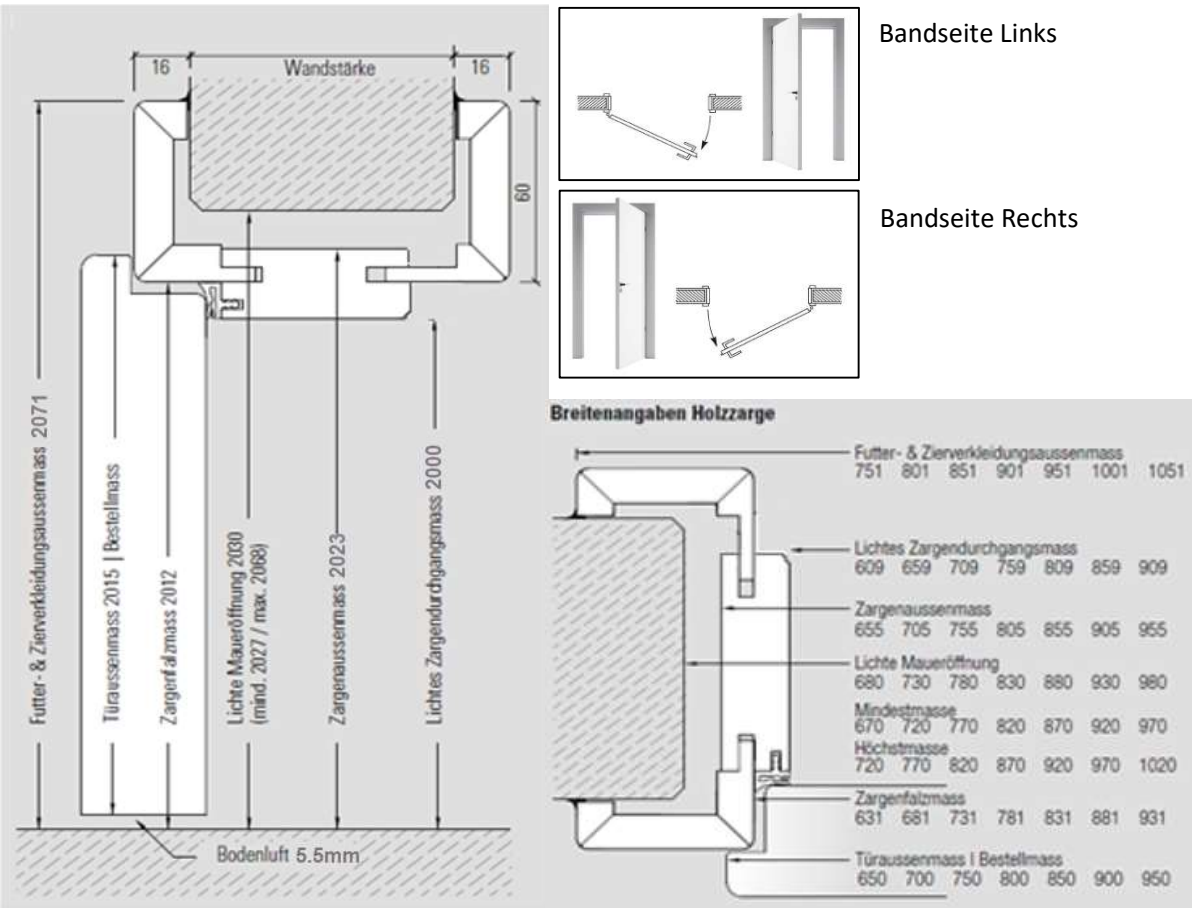 16 Wandstärke 16
60
Futter- & Zierverkleidungsaussenmass 2071
Türaussenmass 2015 | Bestellmass
Zargenfalzmass 2012
Lichte Maueröffnung 2030
(mind. 2027 / max. 2068)
Zargenaussenmass 2023
Lichtes Zargendurchgangsmass 2000
Bodenluft 5.5mm
Bandseite Links
Bandseite Rechts
Breitenangaben Holzzarge
Futter- & Zierverkleidungsaussenmass
751 801 851 901 951 1001 1051
Lichtes Zargendurchgangsmass
609 659 709 759 809 859 909
Zargenaussenmass
655 705 755 805 855 905 955
Lichte Maueröffnung
680 730 780 830 880 930 980
Mindestmasse
670 720 770 820 870 920 970
Höchstmasse
720 770 820 870 920 970 1020
Zargenfalzmass
631 681 731 781 831 881 931
Türaussenmass | Bestellmass
650 700 750 800 850 900 950